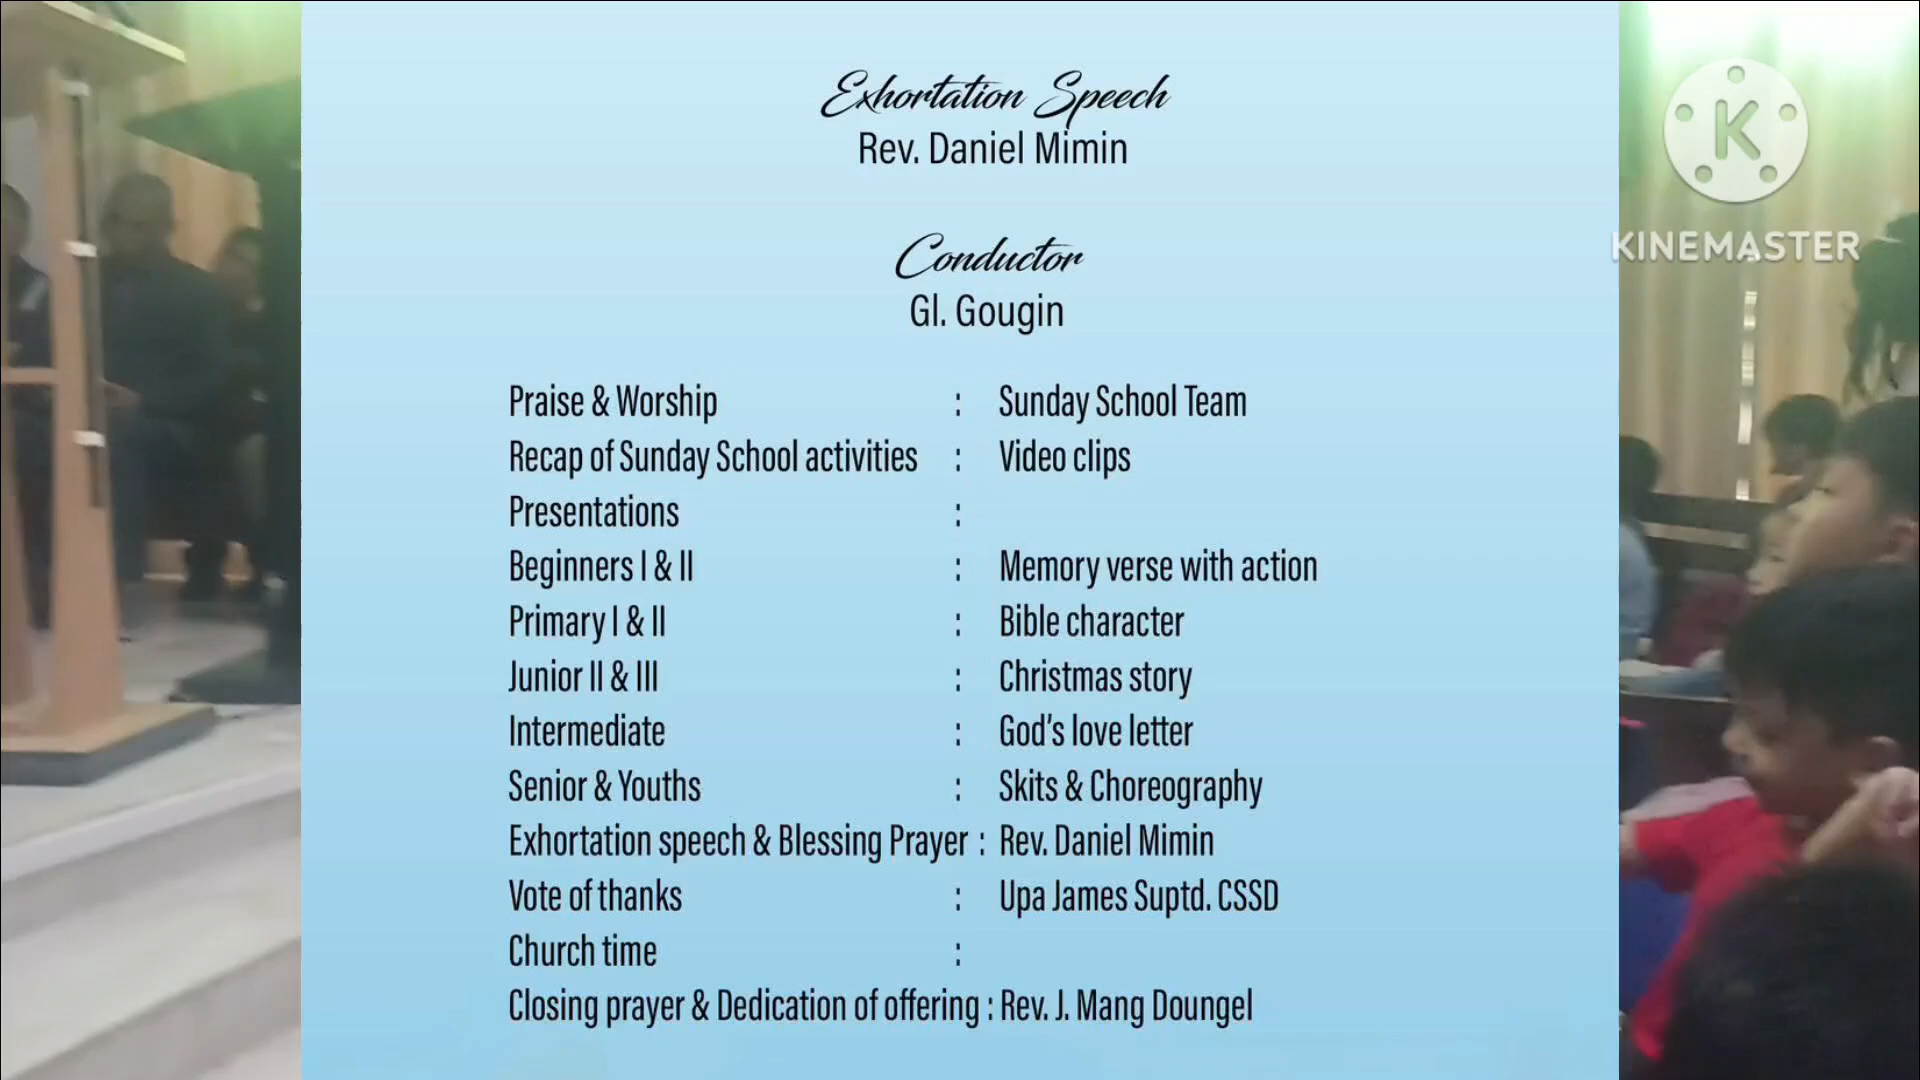 Exhortation Speech
Rev. Daniel Mimin
Conductor
Gl. Gougin
Praise & Worship : Sunday School Team
Recap of Sunday School activities : Video clips
Presentations :
Beginners I & II : Memory verse with action
Primary I & II : Bible character
Junior II & III : Christmas story
Intermediate : God's love letter
Senior & Youths : Skits & Choreography
Exhortation speech & Blessing Prayer : Rev. Daniel Mimin
Vote of thanks : Upa James Suptd. CSSD
Church time :
Closing prayer & Dedication of offering : Rev. J. Mang Doungel
K
KINEMASTER